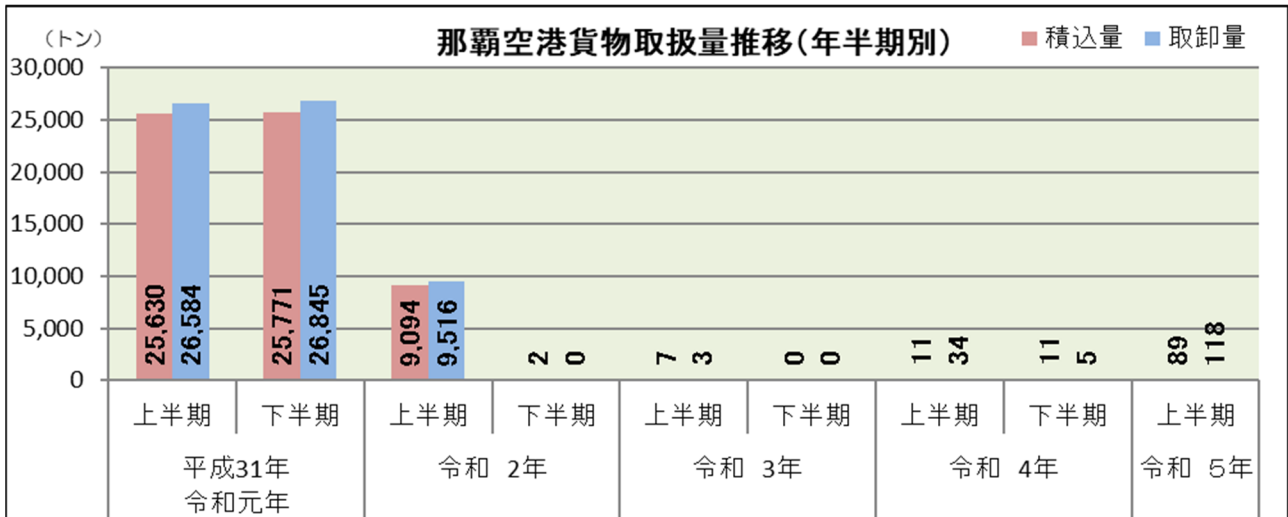 (トン)
那覇空港貨物取扱量推移(年半期別)
積込量 取卸量
30,000
25,000
20,000
15,000
10,000
5,000
0
25,630 26,584 25,771 26,845 9,094 9,516 2 0 7 3 0 0 11 34 11 5 89 118
上半期 下半期 上半期 下半期 上半期 下半期 上半期 下半期 上半期
平成31年 令和 2年 令和 3年 令和 4年 令和 5年
令和元年